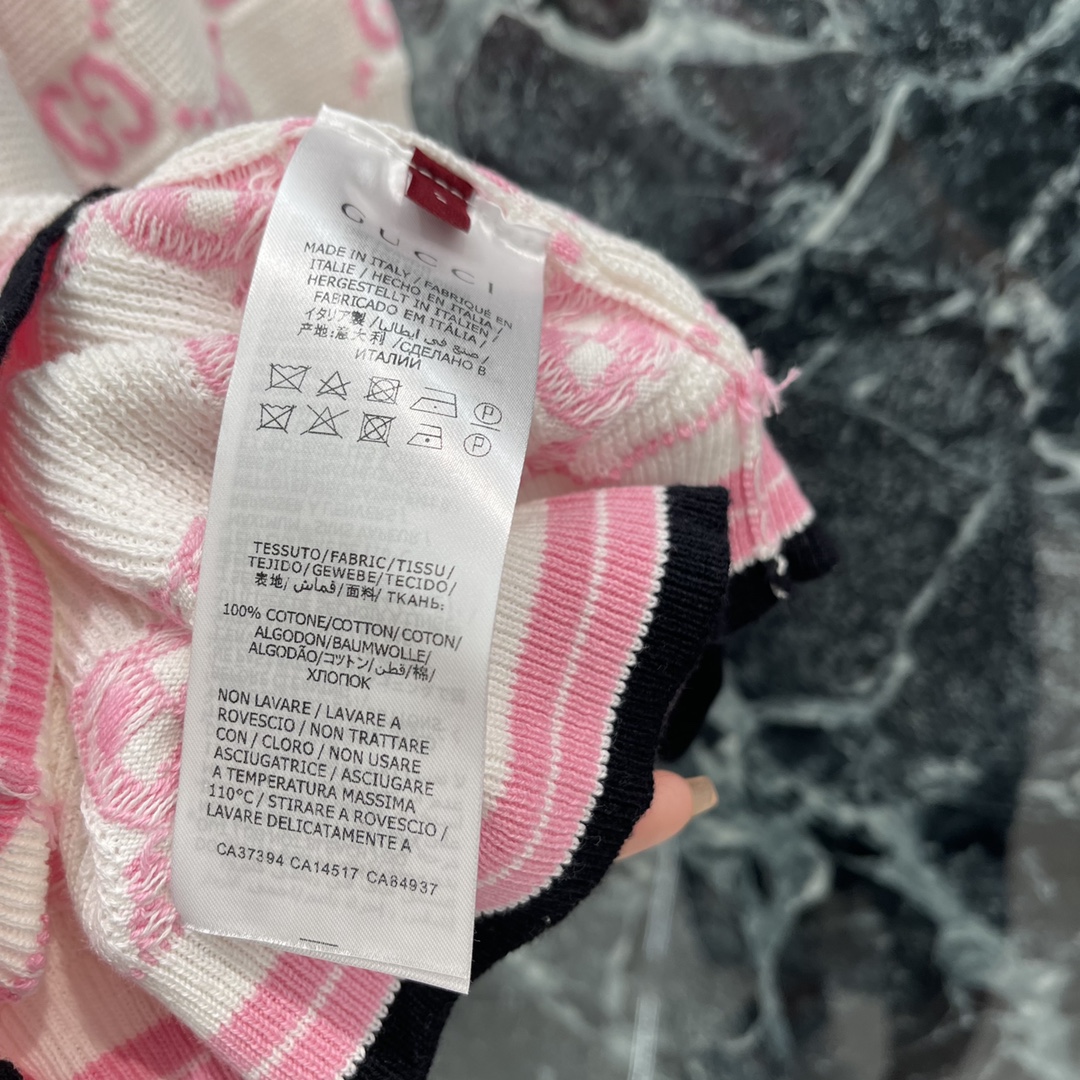 GUCCI
MADE IN ITALY / FABRIQUÉ EN
ITALIE / HECHO EN ITALIA /
HERGESTELLT IN ITALIEN /
FABRICADO EM ITÁLIA /
イタリア製 / صنع في ايطاليا /
产地:意大利 /СДЕЛАНО В
ИТАЛИИ
P
P
TESSUTO/FABRIC/TISSU/
TEJIDO/GEWEBE/TECIDO/
表地/ قماش/ 面料/ ТКАНЬ:
100% COTONE/COTTON/COTON/
ALGODON/BAUMWOLLE/
ALGODÃO/コットン/قطن/棉/
ХЛОПОК
NON LAVARE / LAVARE A
ROVESCIO / NON TRATTARE
CON / CLORO / NON USARE
ASCIUGATRICE / ASCIUGARE
A TEMPERATURA MASSIMA
110°C / STIRARE A ROVESCIO /
LAVARE DELICATAMENTE A
CA37394 CA14517 CA84937